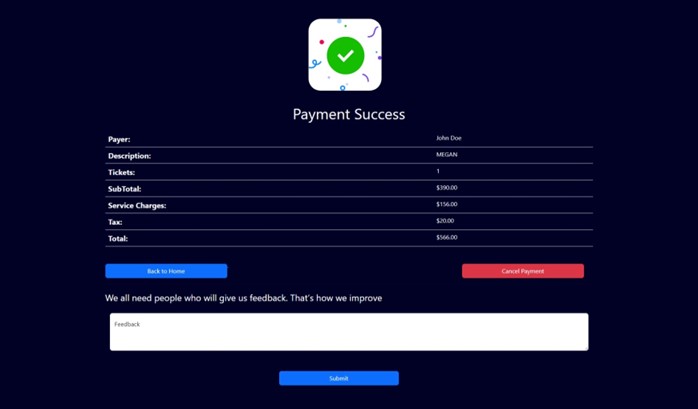 Payment Success
Payer: John Doe
Description: MEGAN
Tickets: 1
SubTotal: $390.00
Service Charges: $156.00
Tax: $20.00
Total: $566.00
Back to Home Cancel Payment
We all need people who will give us feedback. That's how we improve
Feedback
Submit